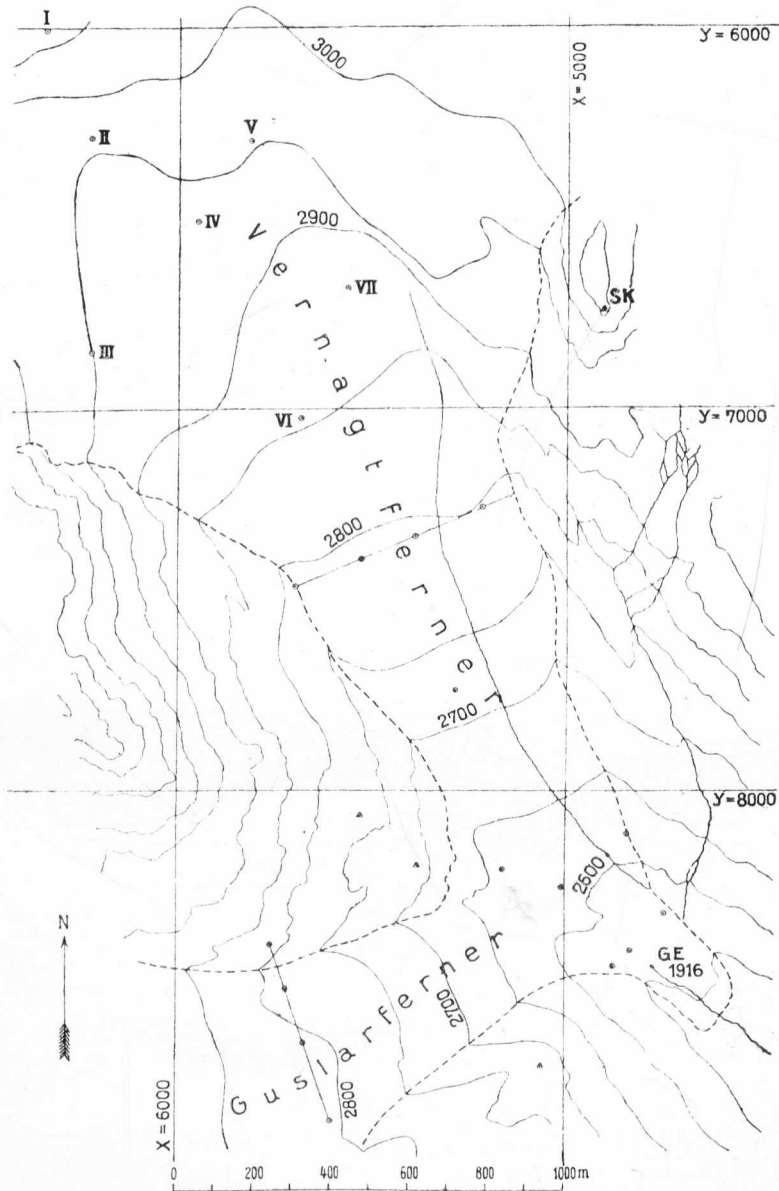 I
3000
X = 5000
Y = 6000
II
V
IV
2900
VII
SK
III
Vernagtferner
VI
Y = 7000
2800
2700
Y = 8000
2600
N
GE
1916
Guslarferner
2700
2800
X = 6000
0 200 400 600 800 1000 m